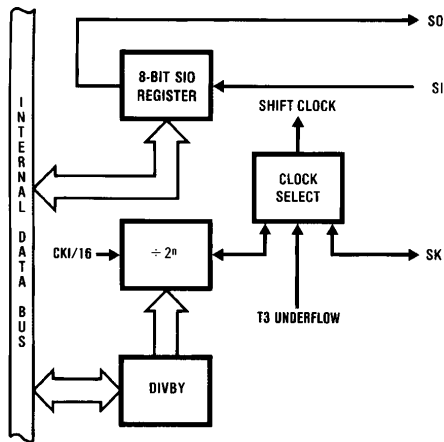 SO
8-BIT SIO
REGISTER
SI
SHIFT CLOCK
INTERNAL DATA BUS
CLOCK
SELECT
CKI/16
÷ 2ⁿ
SK
T3 UNDERFLOW
DIVBY